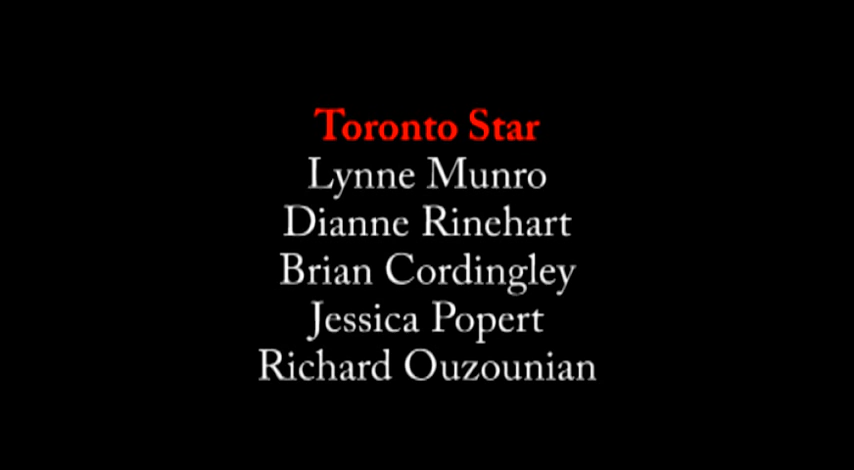 Toronto Star
Lynne Munro
Dianne Rinehart
Brian Cordingley
Jessica Popert
Richard Ouzounian